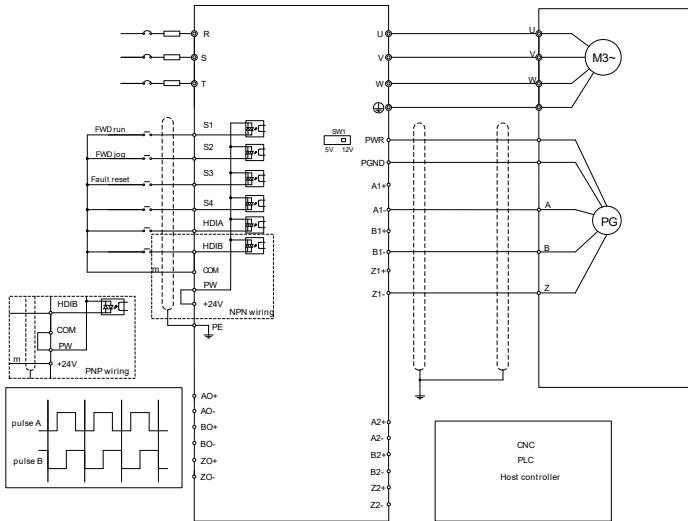 R
S
T
U
V
W
U
V
W
M3~
FWD run
FWD jog
Fault reset
S1
S2
S3
S4
HDIA
HDIB
COM
PW
+24V
NPN wiring
PE
m
SW1
5V 12V
PWR
PGND
A1+
A1-
B1+
B1-
Z1+
Z1-
A
B
Z
PG
HDIB
COM
PW
+24V
m
PNP wiring
pulse A
pulse B
AO+
AO-
BO+
BO-
ZO+
ZO-
A2+
A2-
B2+
B2-
Z2+
Z2-
CNC
PLC
Host controller